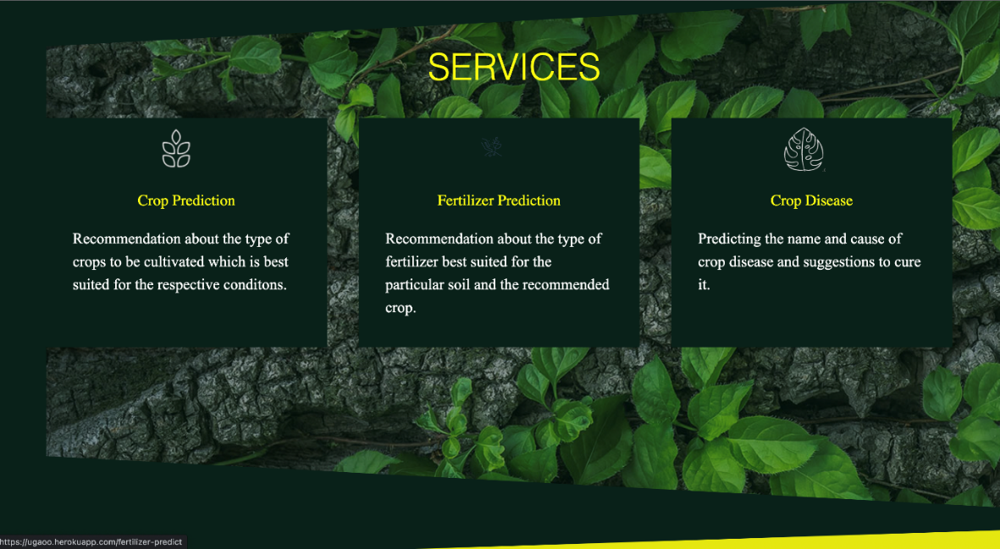 SERVICES
Crop Prediction
Recommendation about the type of
crops to be cultivated which is best
suited for the respective conditons.
Fertilizer Prediction
Recommendation about the type of
fertilizer best suited for the
particular soil and the recommended
crop.
Crop Disease
Predicting the name and cause of
crop disease and suggestions to cure
it.
https://ugaoo.herokuapp.com/fertilizer-predict